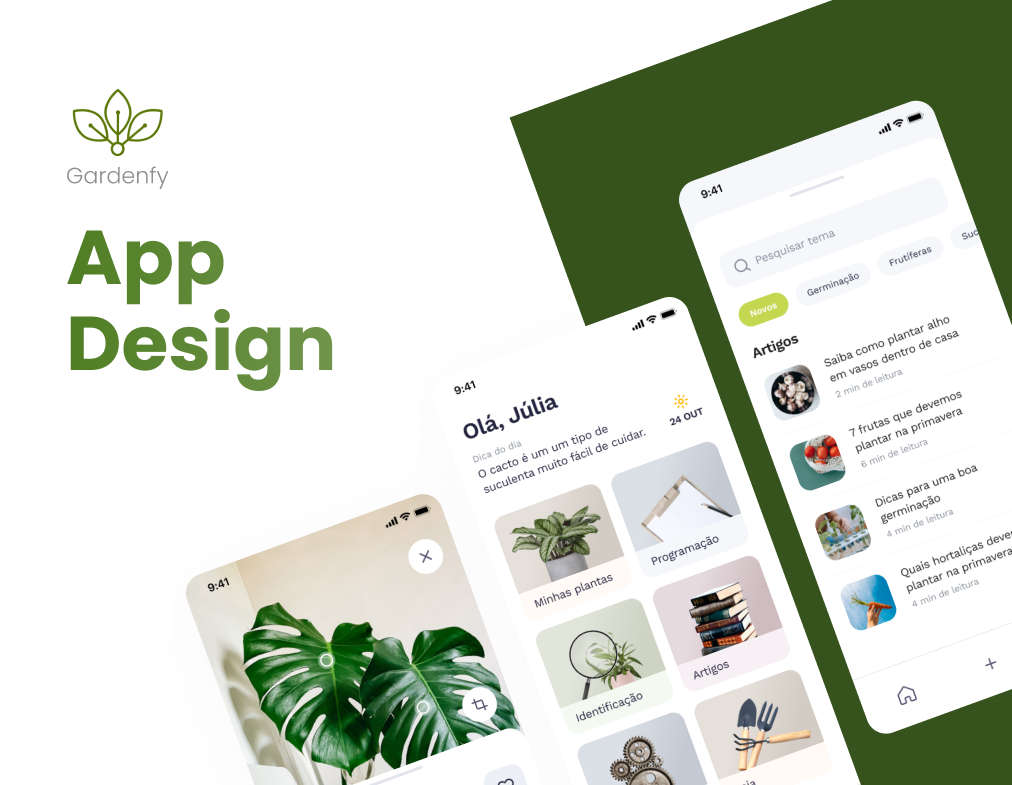 Gardenfy
App
Design
9:41
Pesquisar tema
Novos
Germinação
Frutíferas
Artigos
Saiba como plantar alho
em vasos dentro de casa
2 min de leitura
7 frutas que devemos
plantar na primavera
6 min de leitura
Dicas para uma boa
germinação
4 min de leitura
Quais hortaliças
plantar na primavera
4 min de leitura
9:41
Olá, Júlia
24 OUT
Dica do dia
O cacto é um um tipo de
suculenta muito fácil de cuidar.
Minhas plantas
Programação
Identificação
Artigos
9:41